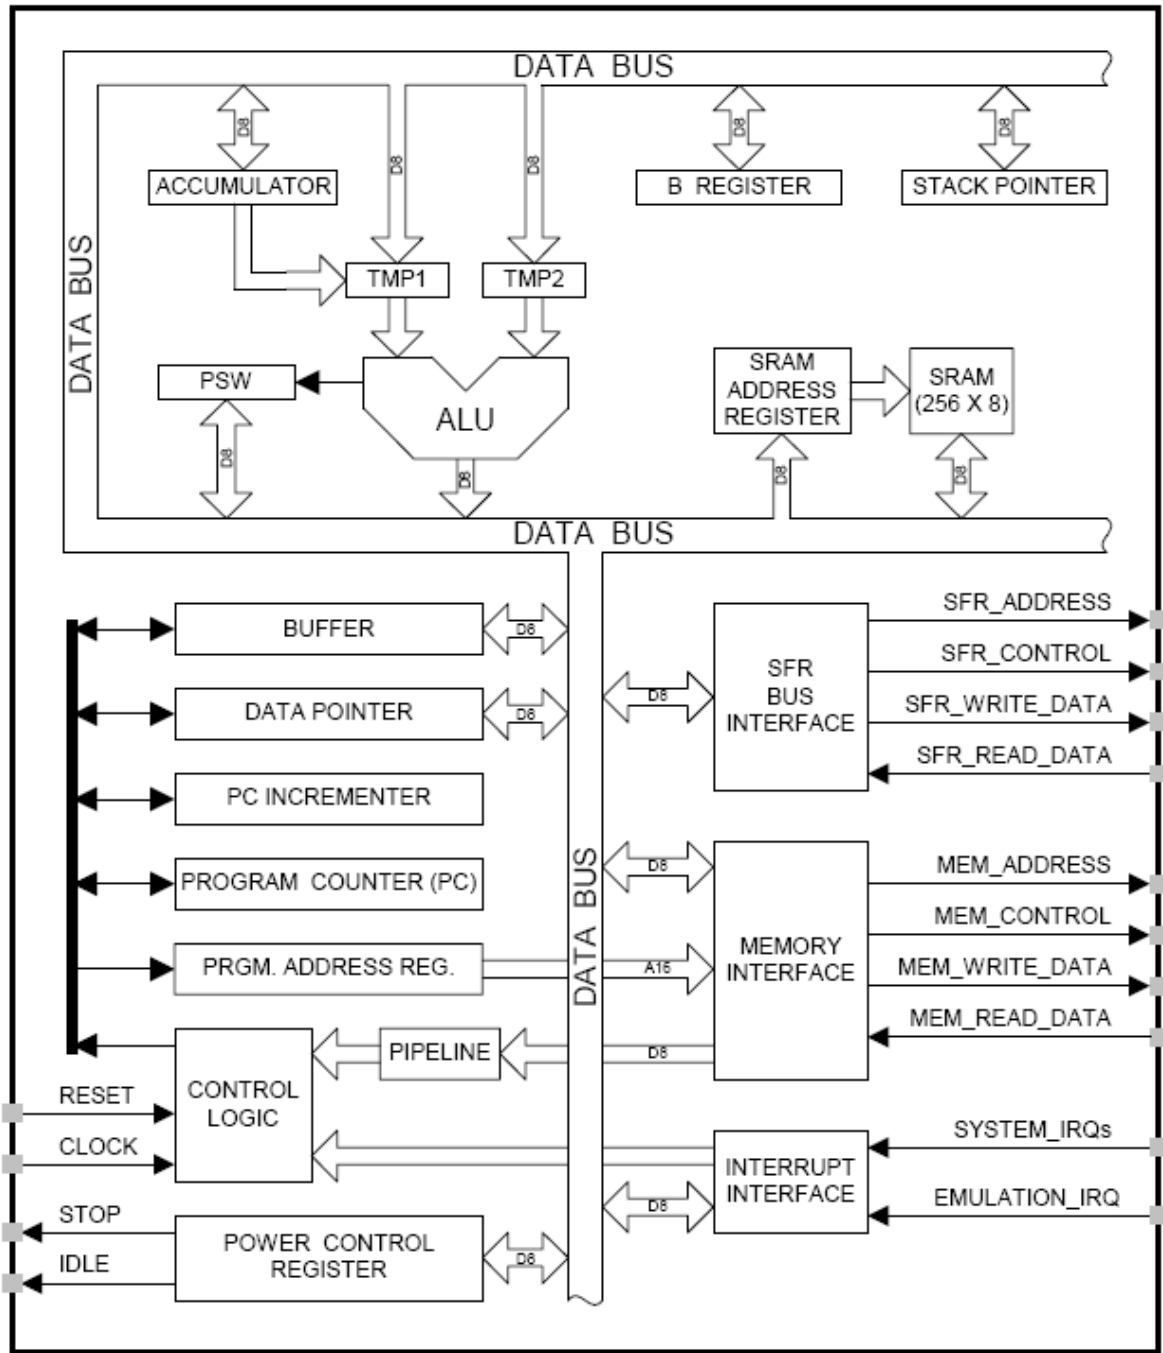 DATA BUS
D8
D8
D8
D8
D8
ACCUMULATOR
B REGISTER
STACK POINTER
DATA BUS
TMP1
TMP2
PSW
ALU
SRAM
ADDRESS
REGISTER
SRAM
(256 X 8)
D8
D8
D8
D8
DATA BUS
BUFFER
D8
DATA POINTER
D8
PC INCREMENTER
PROGRAM COUNTER (PC)
PRGM. ADDRESS REG.
A16
DATA BUS
D8
SFR
BUS
INTERFACE
SFR_ADDRESS
SFR_CONTROL
SFR_WRITE_DATA
SFR_READ_DATA
D8
MEMORY
INTERFACE
MEM_ADDRESS
MEM_CONTROL
MEM_WRITE_DATA
MEM_READ_DATA
PIPELINE
D8
CONTROL
LOGIC
RESET
CLOCK
INTERRUPT
INTERFACE
SYSTEM_IRQs
EMULATION_IRQ
D8
STOP
IDLE
POWER CONTROL
REGISTER
D8